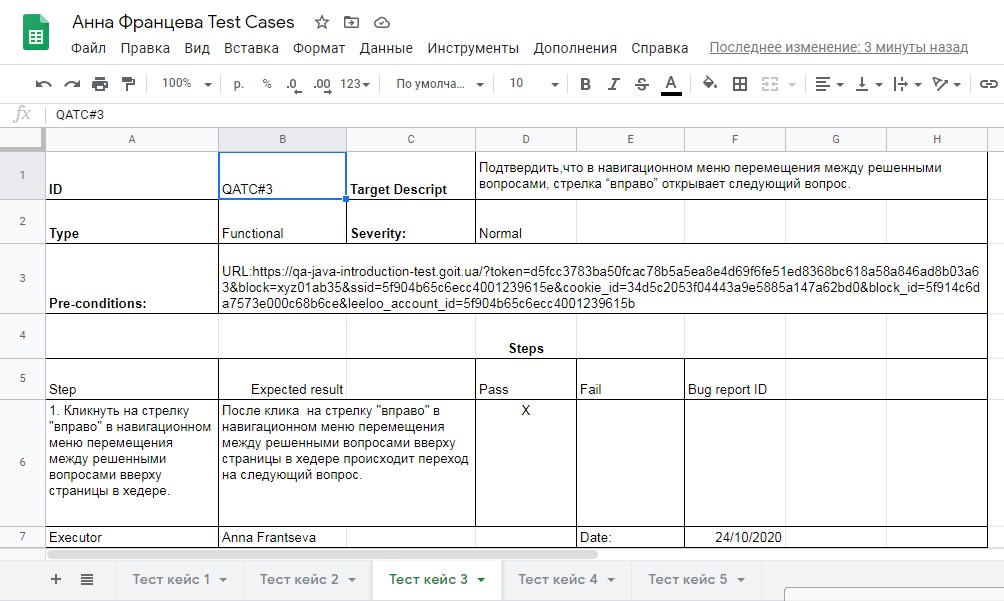 Анна Францева Test Cases
Файл Правка Вид Вставка Формат Данные Инструменты Дополнения Справка Последнее изменение: 3 минуты назад
100% р. % .0 .00 123 По умолча... 10 B I S A
fx QATC#3
A B C D E F G H
1 ID QATC#3 Target Descript Подтвердить,что в навигационном меню перемещения между решенными
вопросами, стрелка “вправо” открывает следующий вопрос.
2 Type Functional Severity: Normal
3 Pre-conditions: URL:https://qa-java-introduction-test.goit.ua/?token=d5fcc3783ba50fcac78b5a5ea8e4d69f6fe51ed8368bc618a58a846ad8b03a6
3&block=xyz01ab35&ssid=5f904b65c6ecc4001239615e&cookie_id=34d5c2053f04443a9e5885a147a62bd0&block_id=5f914c6d
a7573e000c68b6ce&leeloo_account_id=5f904b65c6ecc4001239615b
4 Steps
5 Step Expected result Pass Fail Bug report ID
6
1. Кликнуть на стрелку
"вправо" в навигационном
меню перемещения
между решенными
вопросами вверху
страницы в хедере.
После клика на стрелку "вправо" в
навигационном меню перемещения
между решенными вопросами вверху
страницы в хедере происходит переход
на следующий вопрос.
X
7 Executor Anna Frantseva Date: 24/10/2020
Тест кейс 1 Тест кейс 2 Тест кейс 3 Тест кейс 4 Тест кейс 5